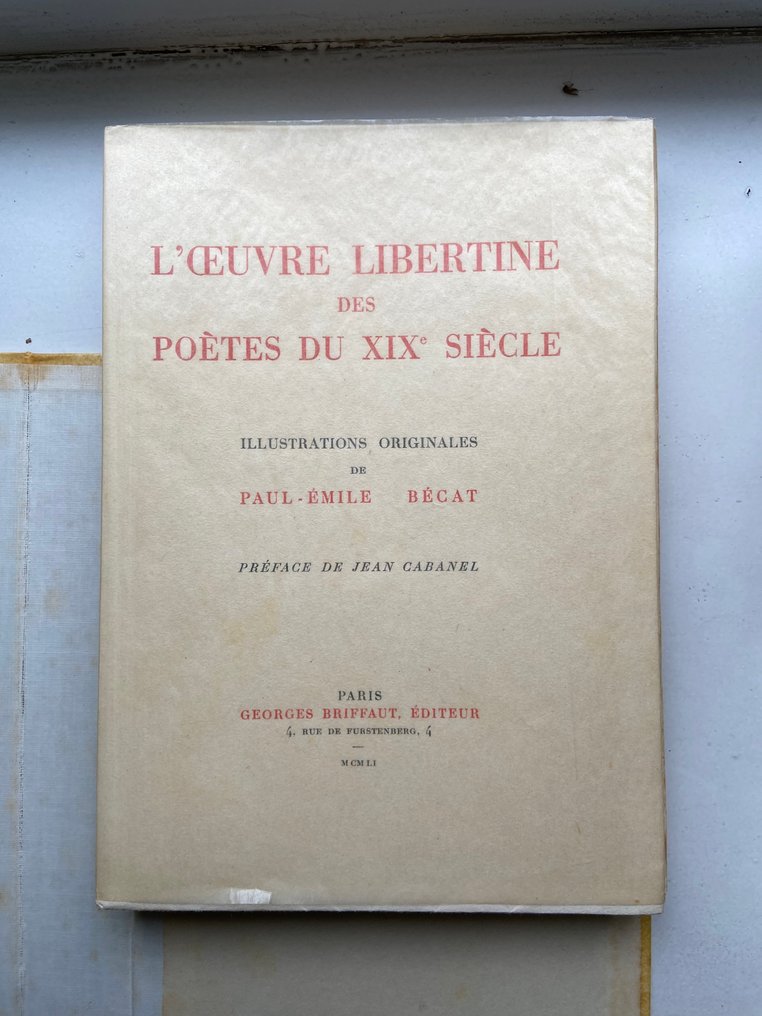 L'ŒUVRE LIBERTINE
DES
POÈTES DU XIXe SIÈCLE
ILLUSTRATIONS ORIGINALES
DE
PAUL-ÉMILE BÉCAT
PRÉFACE DE JEAN CABANEL
PARIS
GEORGES BRIFFAUT, ÉDITEUR
4, RUE DE FURSTENBERG, 4
MCMLI